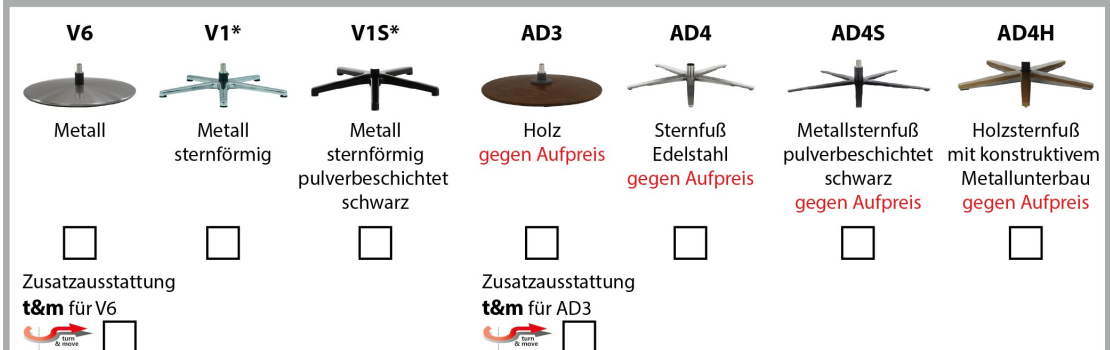 V6
Metall
V1*
Metall
sternförmig
V1S*
Metall
sternförmig
pulverbeschichtet
schwarz
AD3
Holz
gegen Aufpreis
AD4
Sternfuß
Edelstahl
gegen Aufpreis
AD4S
Metallsternfuß
pulverbeschichtet
schwarz
gegen Aufpreis
AD4H
Holzsternfuß
mit konstruktivem
Metallunterbau
gegen Aufpreis
Zusatzausstattung
t&m für V6
turn
& move
Zusatzausstattung
t&m für AD3
turn
& move